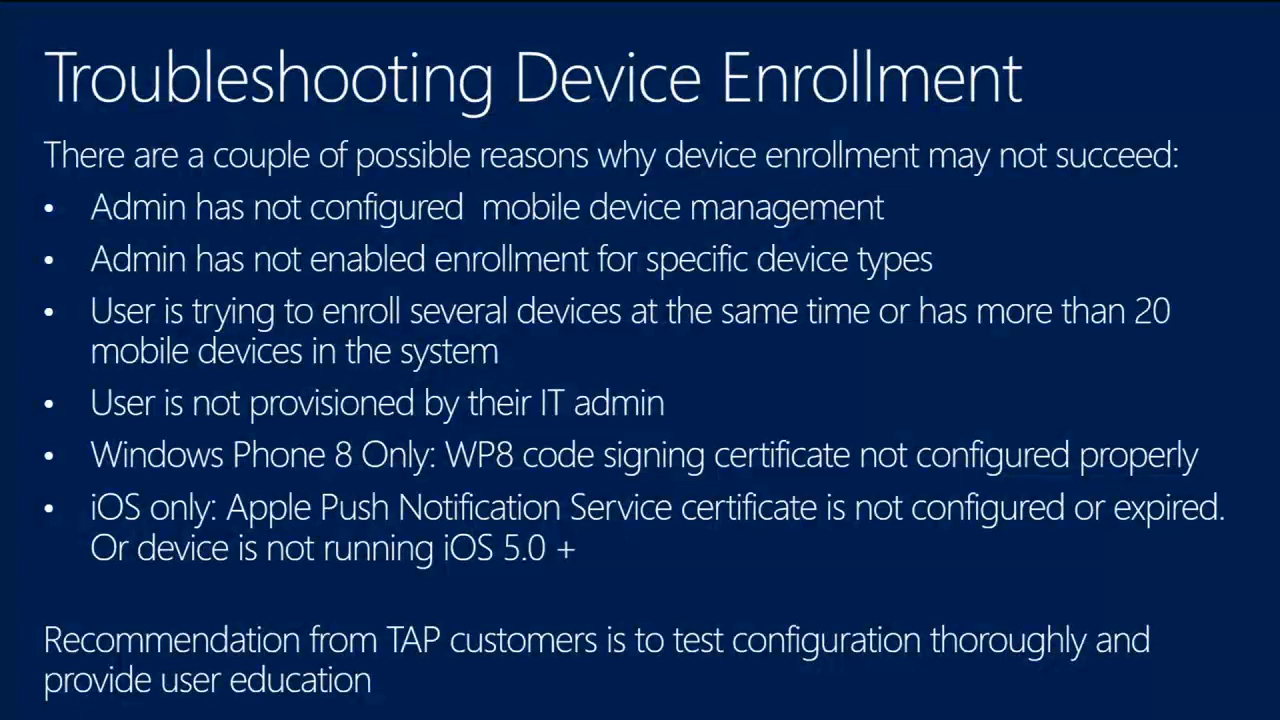 Troubleshooting Device Enrollment
There are a couple of possible reasons why device enrollment may not succeed:
• Admin has not configured  mobile device management
• Admin has not enabled enrollment for specific device types
• User is trying to enroll several devices at the same time or has more than 20
mobile devices in the system
• User is not provisioned by their IT admin
• Windows Phone 8 Only: WP8 code signing certificate not configured properly
• iOS only: Apple Push Notification Service certificate is not configured or expired.
Or device is not running iOS 5.0 +
Recommendation from TAP customers is to test configuration thoroughly and
provide user education